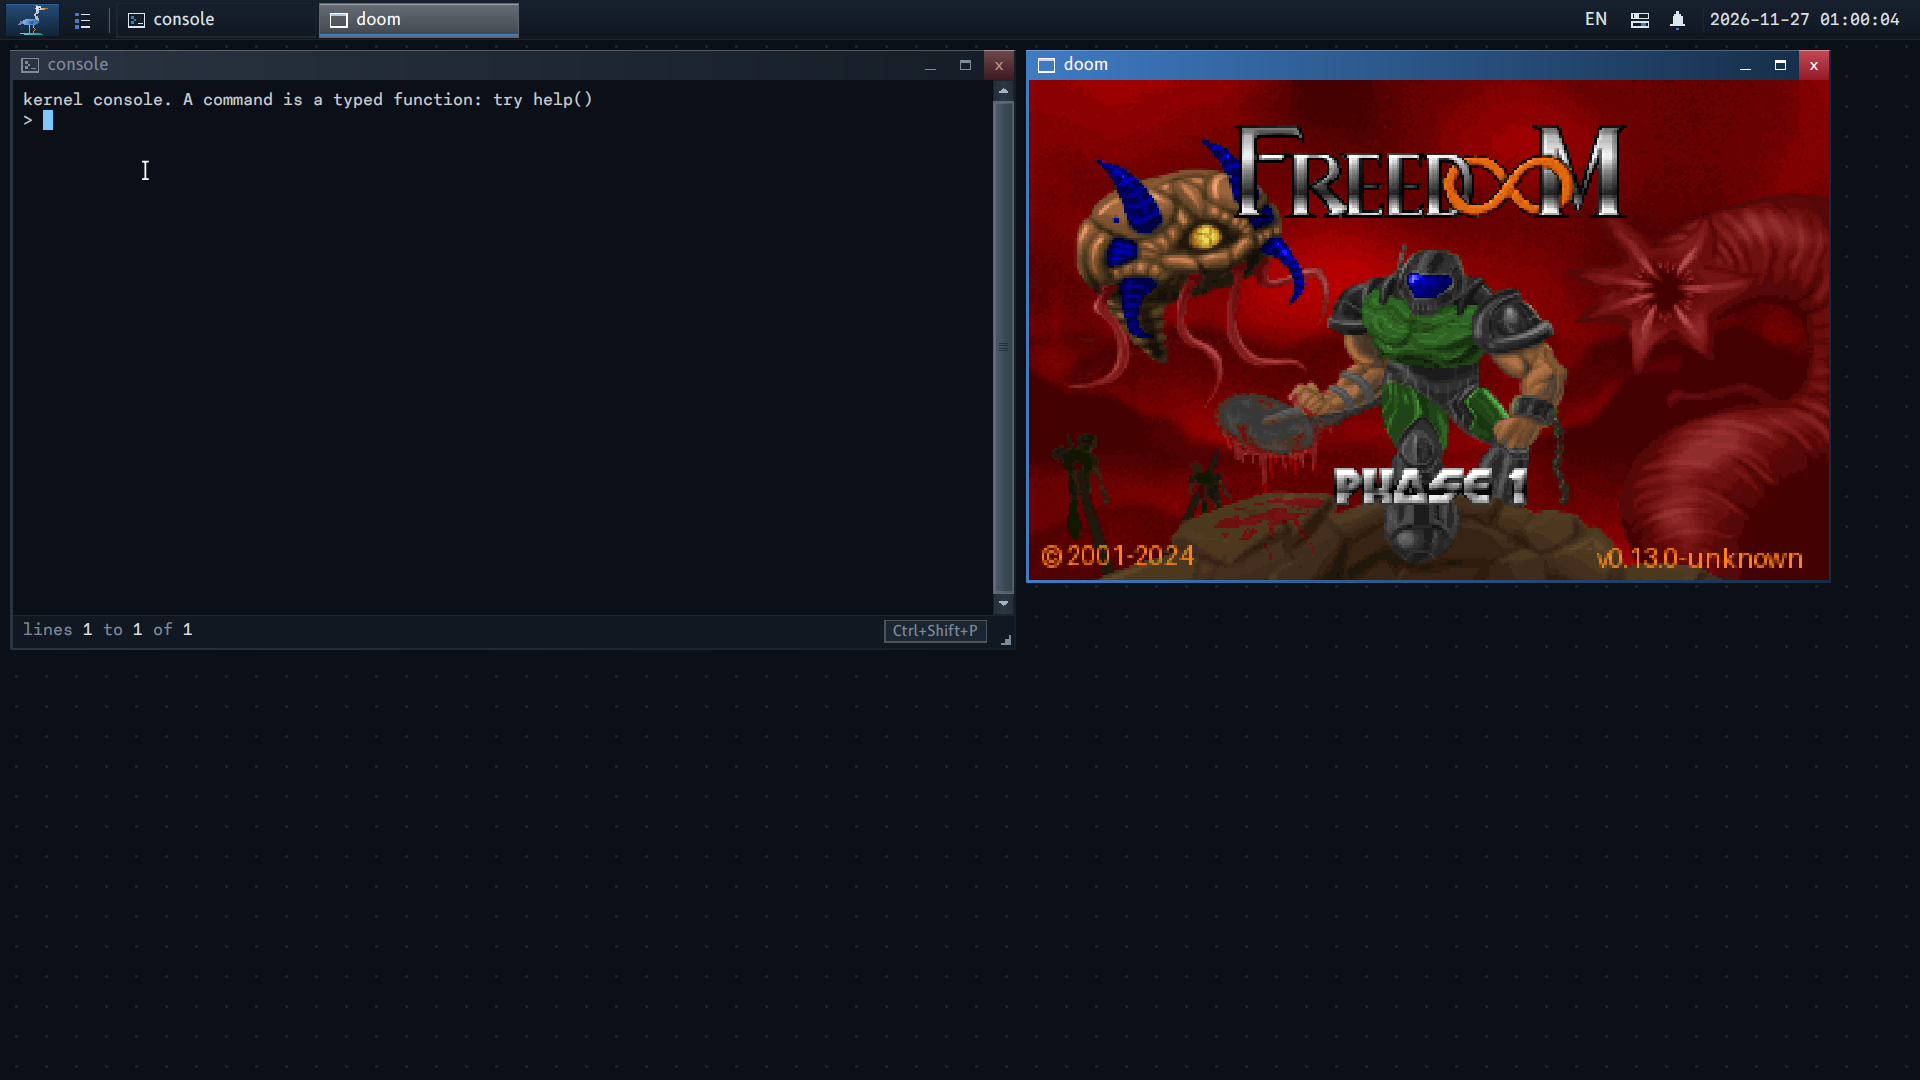 console
doom
EN
2026-11-27 01:00:04
console
kernel console. A command is a typed function: try help()
>
lines 1 to 1 of 1
Ctrl+Shift+P
doom
FREEDOOM
PHASE 1
©2001-2024
v0.13.0-unknown